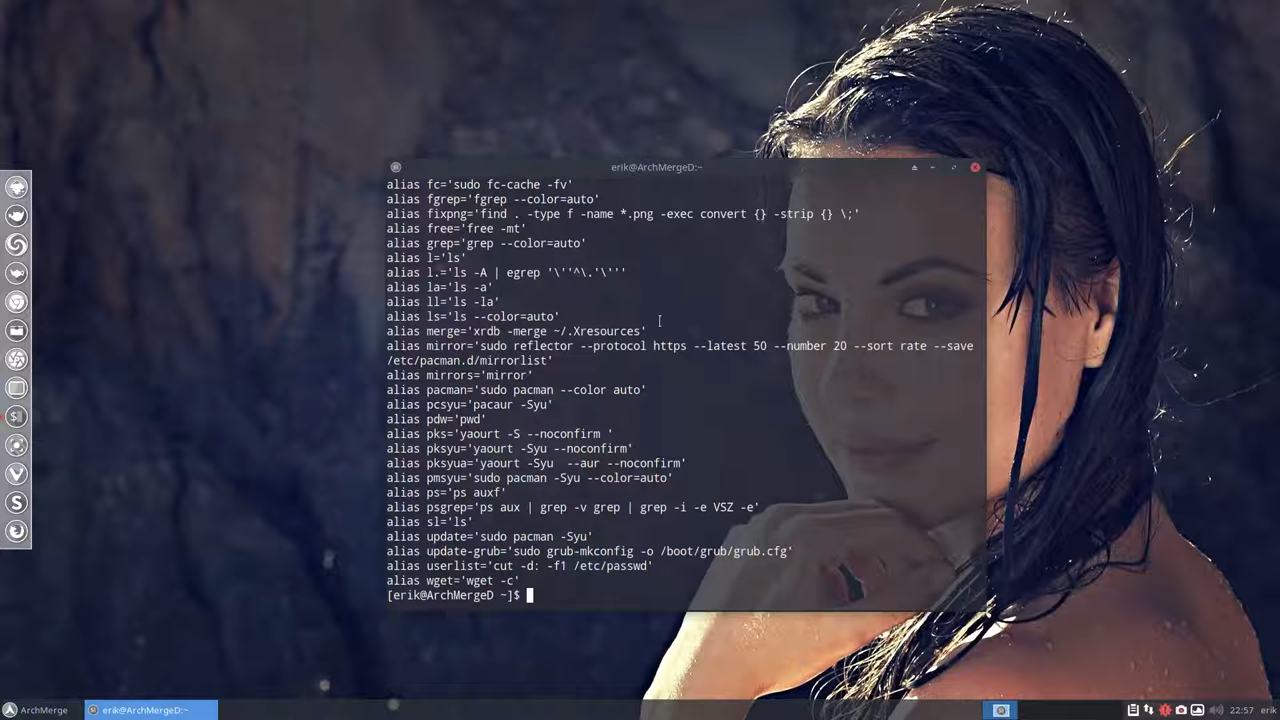 erik@ArchMergeD:~
alias fc='sudo fc-cache -fv'
alias fgrep='fgrep --color=auto'
alias fixpng='find . -type f -name *.png -exec convert {} -strip {} \;'
alias free='free -mt'
alias grep='grep --color=auto'
alias l='ls'
alias l.='ls -A | egrep '\''^\.'\'''
alias la='ls -a'
alias ll='ls -la'
alias ls='ls --color=auto'
alias merge='xrdb -merge ~/.Xresources'
alias mirror='sudo reflector --protocol https --latest 50 --number 20 --sort rate --save
/etc/pacman.d/mirrorlist'
alias mirrors='mirror'
alias pacman='sudo pacman --color auto'
alias pcsyu='pacaur -Syu'
alias pdw='pwd'
alias pks='yaourt -S --noconfirm '
alias pksyu='yaourt -Syu --noconfirm'
alias pksyua='yaourt -Syu  --aur --noconfirm'
alias pmsyu='sudo pacman -Syu --color=auto'
alias ps='ps auxf'
alias psgrep='ps aux | grep -v grep | grep -i -e VSZ -e'
alias sl='ls'
alias update='sudo pacman -Syu'
alias update-grub='sudo grub-mkconfig -o /boot/grub/grub.cfg'
alias userlist='cut -d: -f1 /etc/passwd'
alias wget='wget -c'
[erik@ArchMergeD ~]$
ArchMerge erik@ArchMergeD:~ 22:57 erik